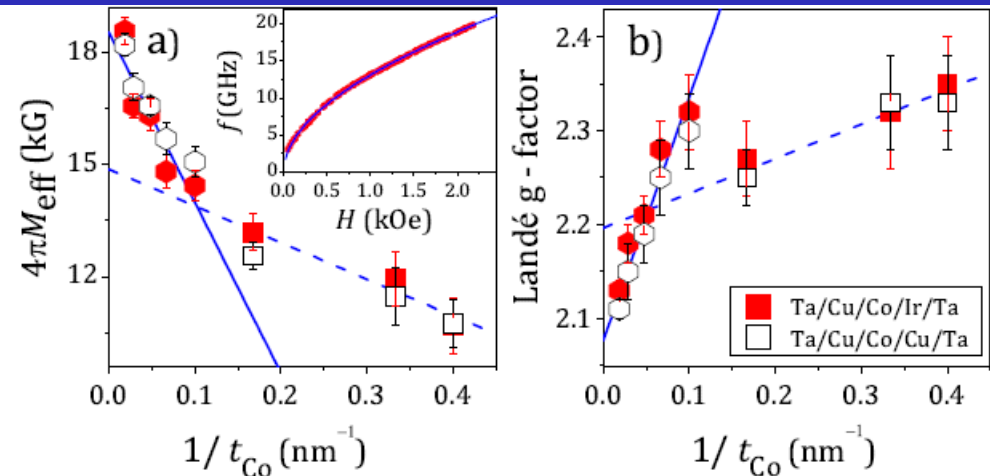 a)
4πM_eff (kG)
18
15
12
0.0 0.1 0.2 0.3 0.4
1/ t_Co (nm⁻¹)
f (GHz)
20
15
10
5
0
0.0 0.5 1.0 1.5 2.0
H (kOe)
b)
Landé g - factor
2.4
2.3
2.2
2.1
0.0 0.1 0.2 0.3 0.4
1/ t_Co (nm⁻¹)
Ta/Cu/Co/Ir/Ta
Ta/Cu/Co/Cu/Ta